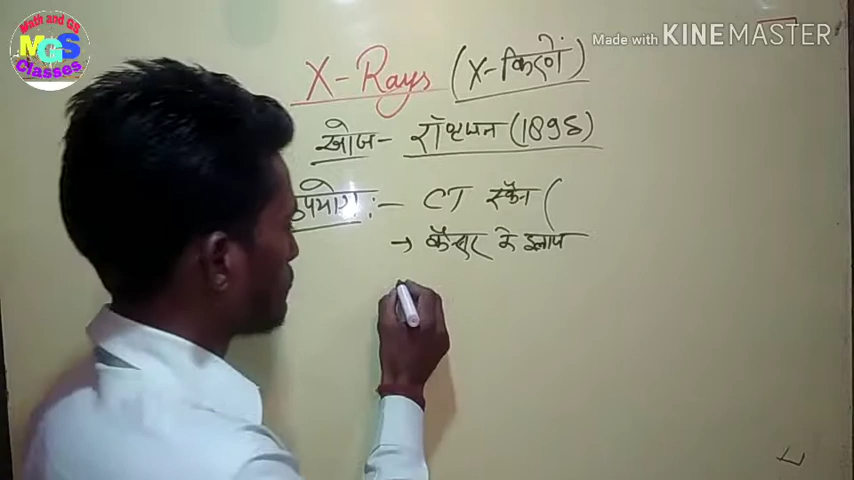 Math and GS
MGS
Classes
Made with KINEMASTER
X-Rays (X-किरणें)
खोज- रॉण्टजन (1895)
उपयोग:- CT स्कैन (
→ कैंसर के इलाज